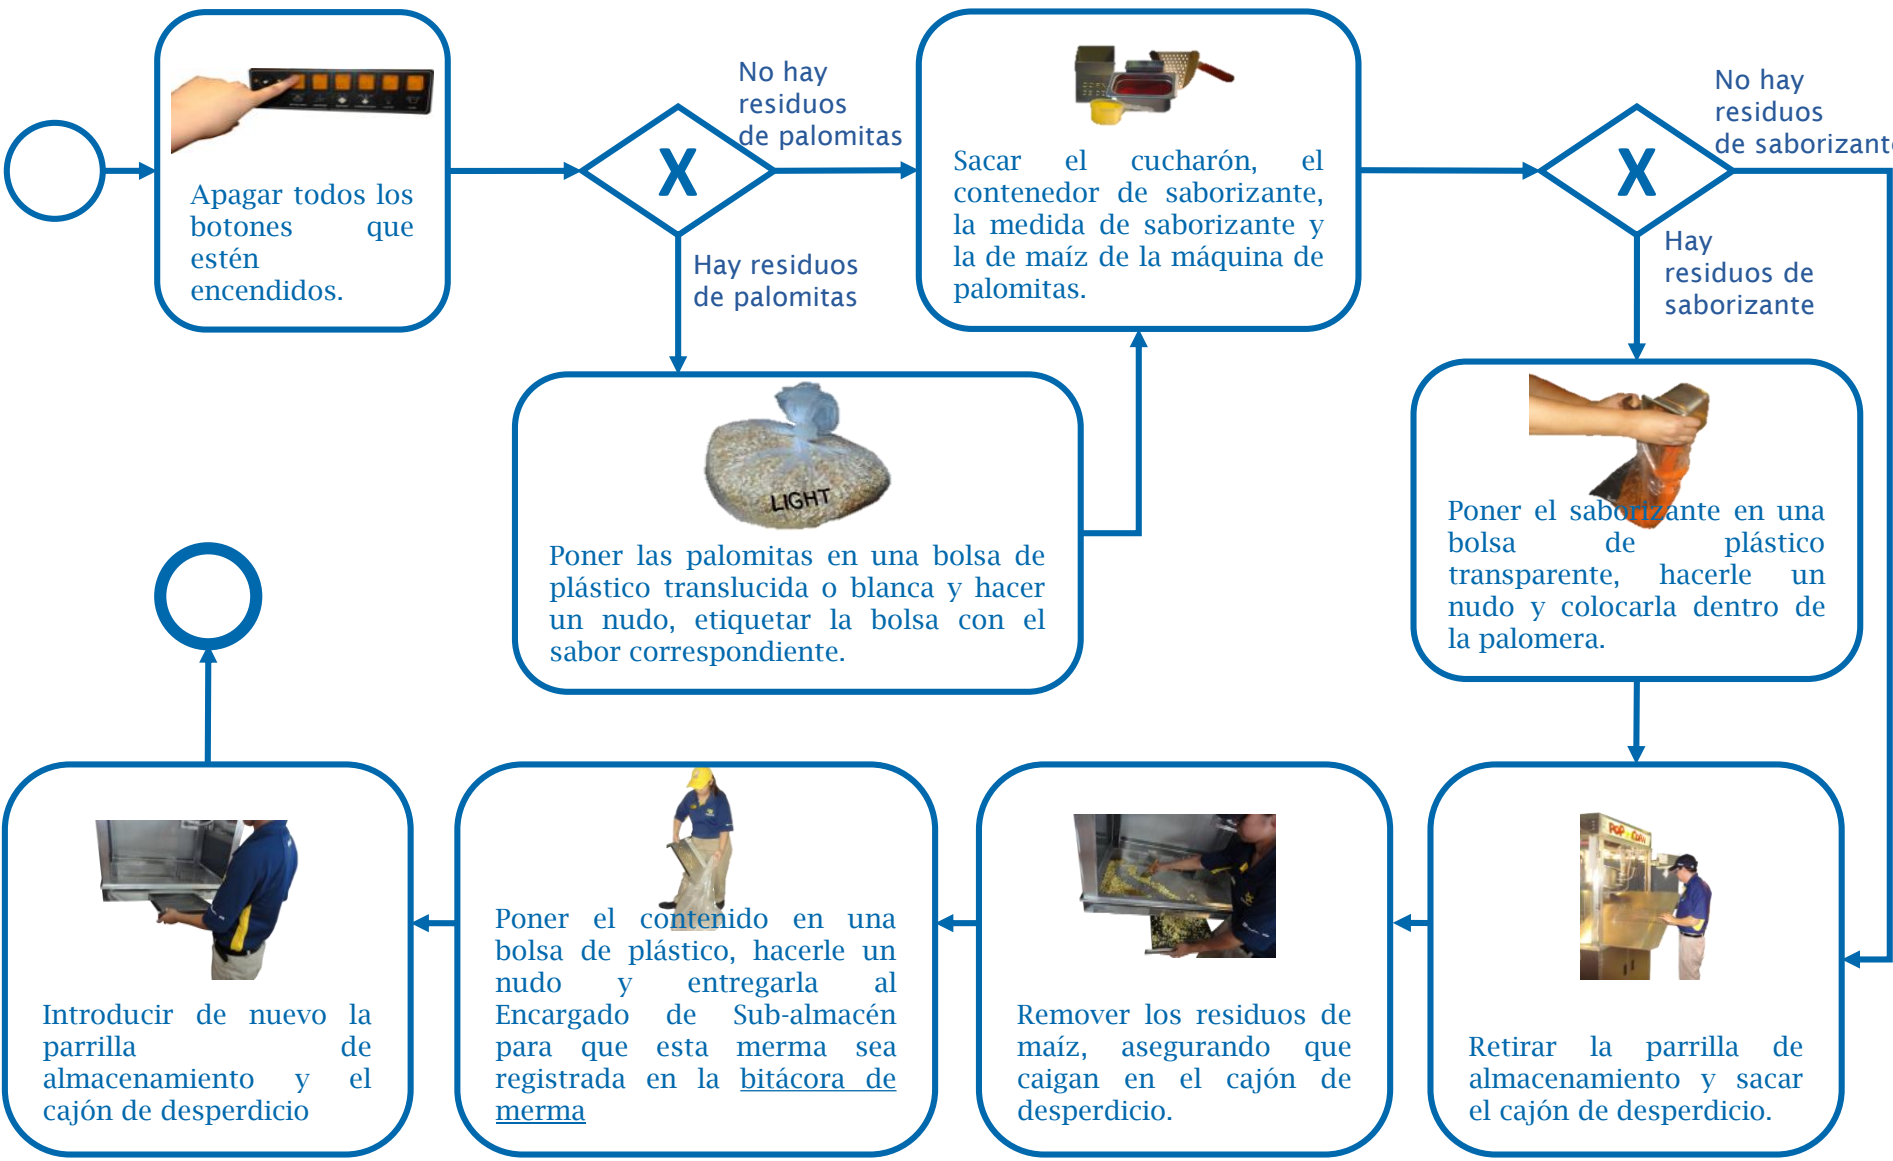 Apagar todos los
botones que
estén
encendidos.
X
No hay
residuos
de palomitas
Hay residuos
de palomitas
Sacar el cucharón, el
contenedor de saborizante,
la medida de saborizante y
la de maíz de la máquina de
palomitas.
X
No hay
residuos
de saborizante
Hay
residuos de
saborizante
LIGHT
Poner las palomitas en una bolsa de
plástico translucida o blanca y hacer
un nudo, etiquetar la bolsa con el
sabor correspondiente.
Poner el saborizante en una
bolsa de plástico
transparente, hacerle un
nudo y colocarla dentro de
la palomera.
Introducir de nuevo la
parrilla de
almacenamiento y el
cajón de desperdicio
Poner el contenido en una
bolsa de plástico, hacerle un
nudo y entregarla al
Encargado de Sub-almacén
para que esta merma sea
registrada en la bitácora de
merma
Remover los residuos de
maíz, asegurando que
caigan en el cajón de
desperdicio.
POP CORN
Retirar la parrilla de
almacenamiento y sacar
el cajón de desperdicio.